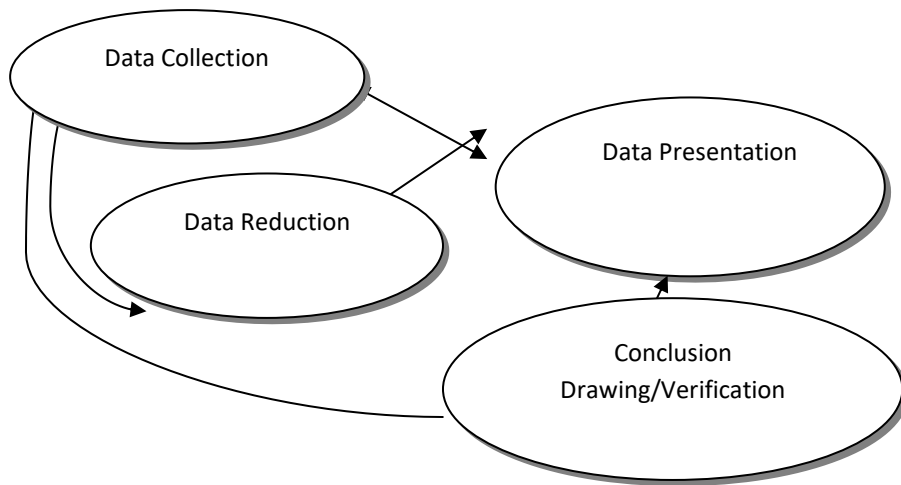 Data Collection
Data Presentation
Data Reduction
Conclusion
Drawing/Verification